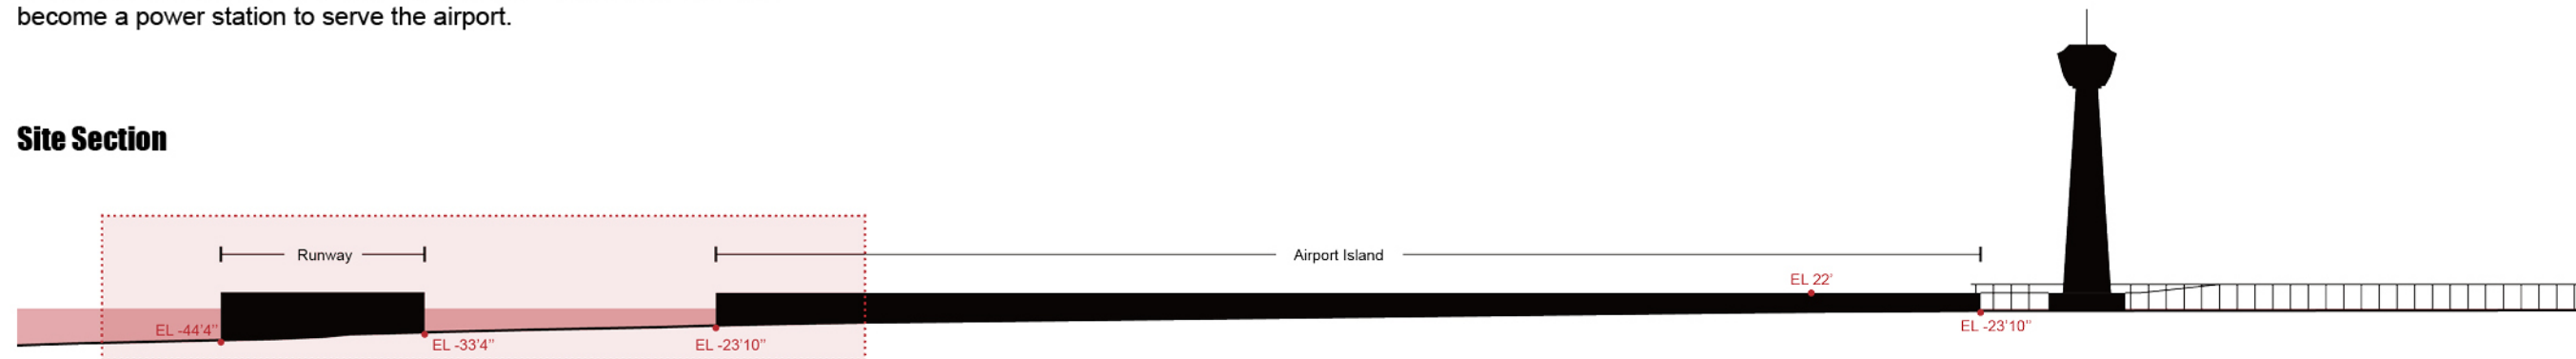 become a power station to serve the airport.
Site Section
Runway
Airport Island
EL 22'
EL -44'4"
EL -33'4"
EL -23'10"
EL -23'10"